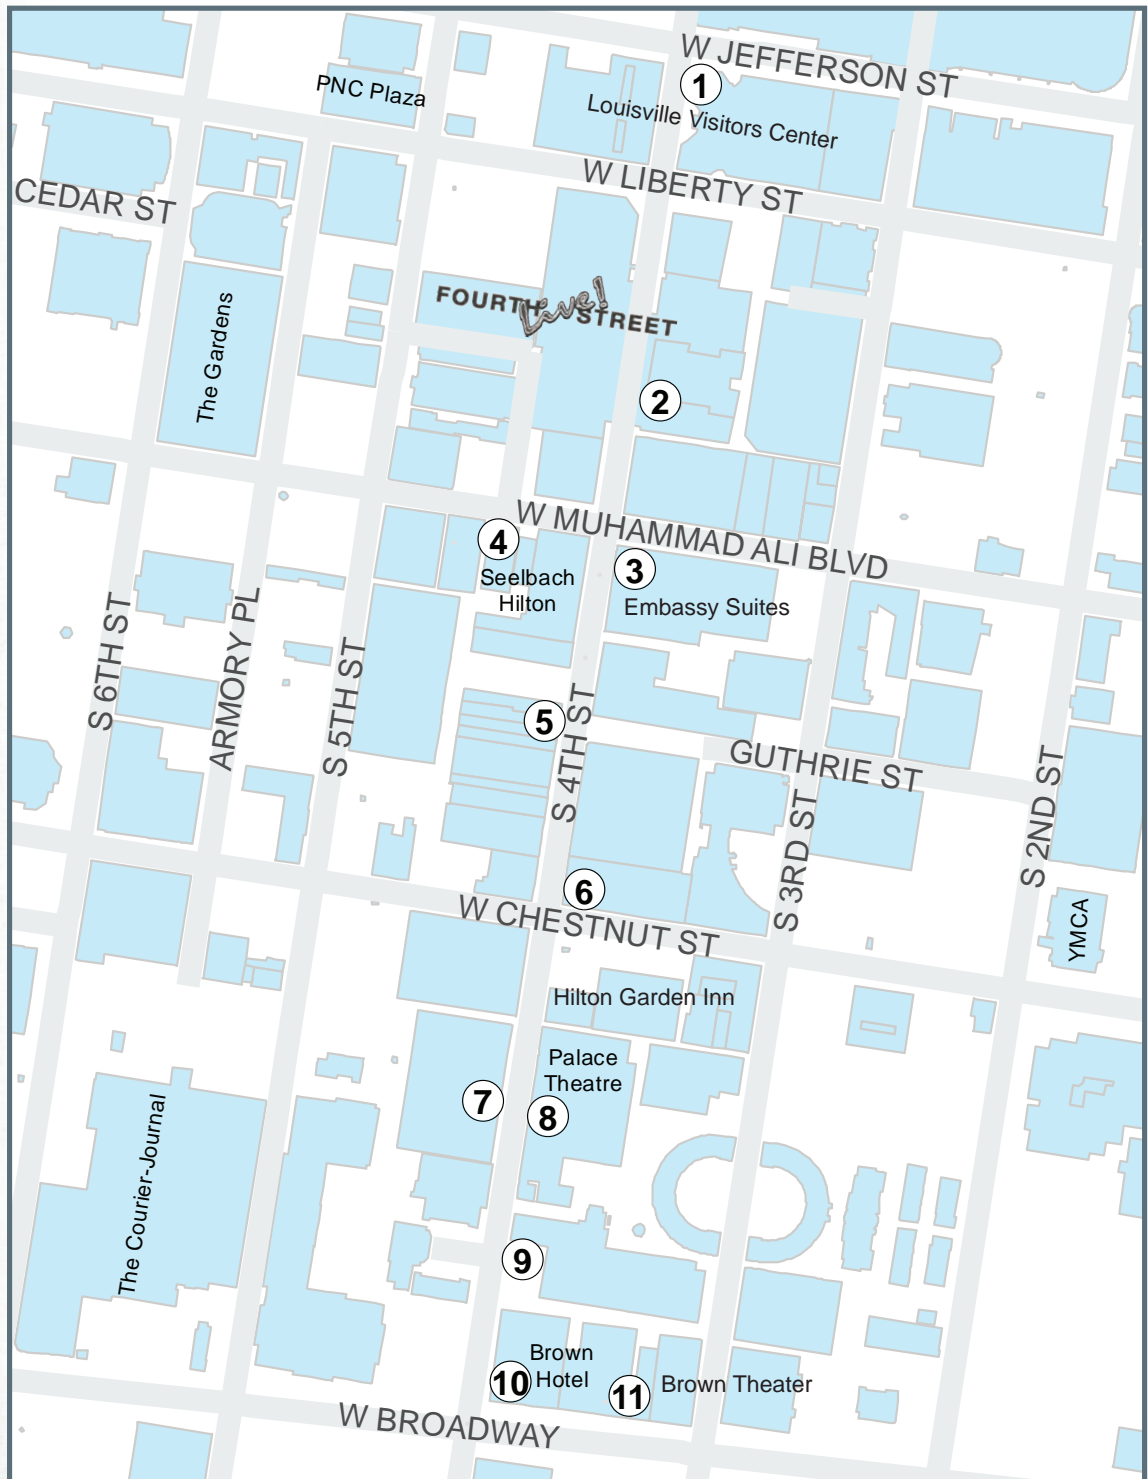 W JEFFERSON ST
1
PNC Plaza
Louisville Visitors Center
W LIBERTY ST
CEDAR ST
FOURTH Live! STREET
The Gardens
2
W MUHAMMAD ALI BLVD
4
Seelbach
Hilton
3
Embassy Suites
S 6TH ST
ARMORY PL
S 5TH ST
5
S 4TH ST
GUTHRIE ST
S 3RD ST
S 2ND ST
6
W CHESTNUT ST
YMCA
Hilton Garden Inn
Palace
Theatre
7
8
The Courier-Journal
9
Brown
Hotel
10
11
Brown Theater
W BROADWAY